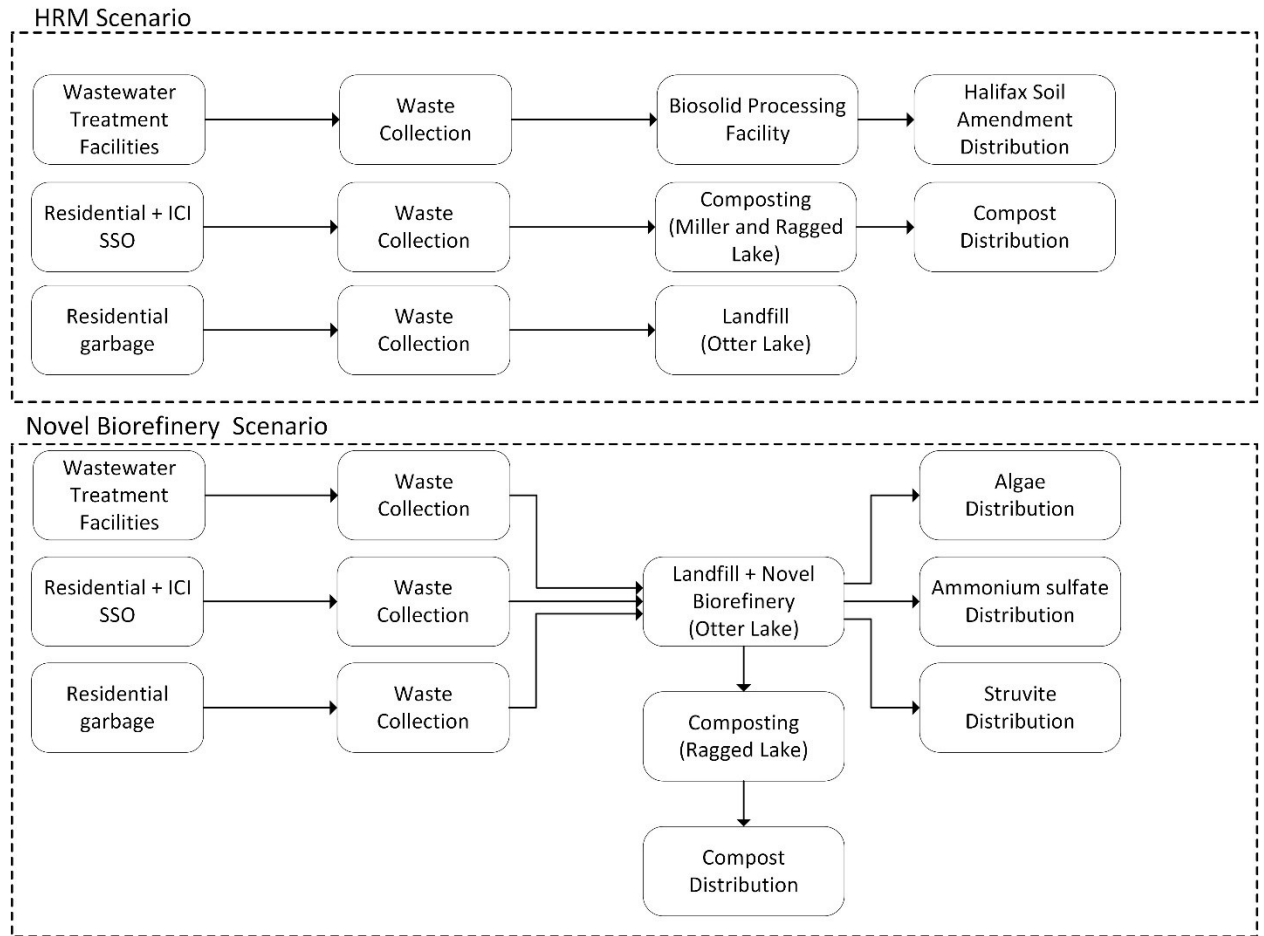 HRM Scenario
Wastewater
Treatment
Facilities
Waste
Collection
Biosolid Processing
Facility
Halifax Soil
Amendment
Distribution
Residential + ICI
SSO
Waste
Collection
Composting
(Miller and Ragged
Lake)
Compost
Distribution
Residential
garbage
Waste
Collection
Landfill
(Otter Lake)
Novel Biorefinery Scenario
Wastewater
Treatment
Facilities
Waste
Collection
Algae
Distribution
Residential + ICI
SSO
Waste
Collection
Landfill + Novel
Biorefinery
(Otter Lake)
Ammonium sulfate
Distribution
Residential
garbage
Waste
Collection
Composting
(Ragged Lake)
Struvite
Distribution
Compost
Distribution